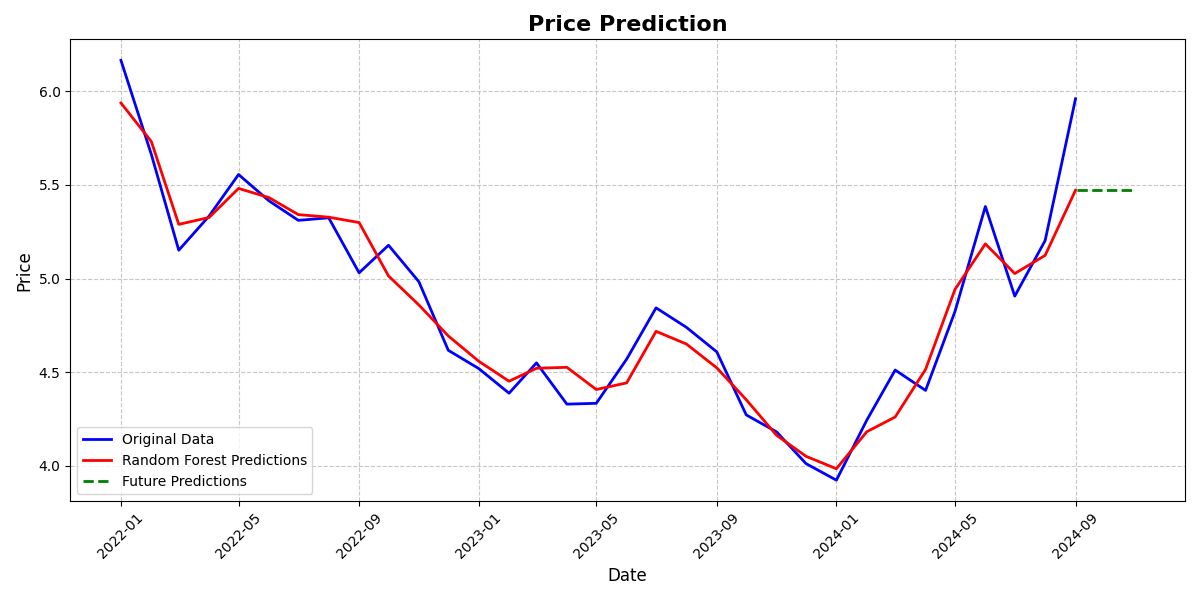 Price Prediction
Price
6.0
5.5
5.0
4.5
4.0
Original Data
Random Forest Predictions
Future Predictions
2022-01
2022-05
2022-09
2023-01
2023-05
2023-09
2024-01
2024-05
2024-09
Date